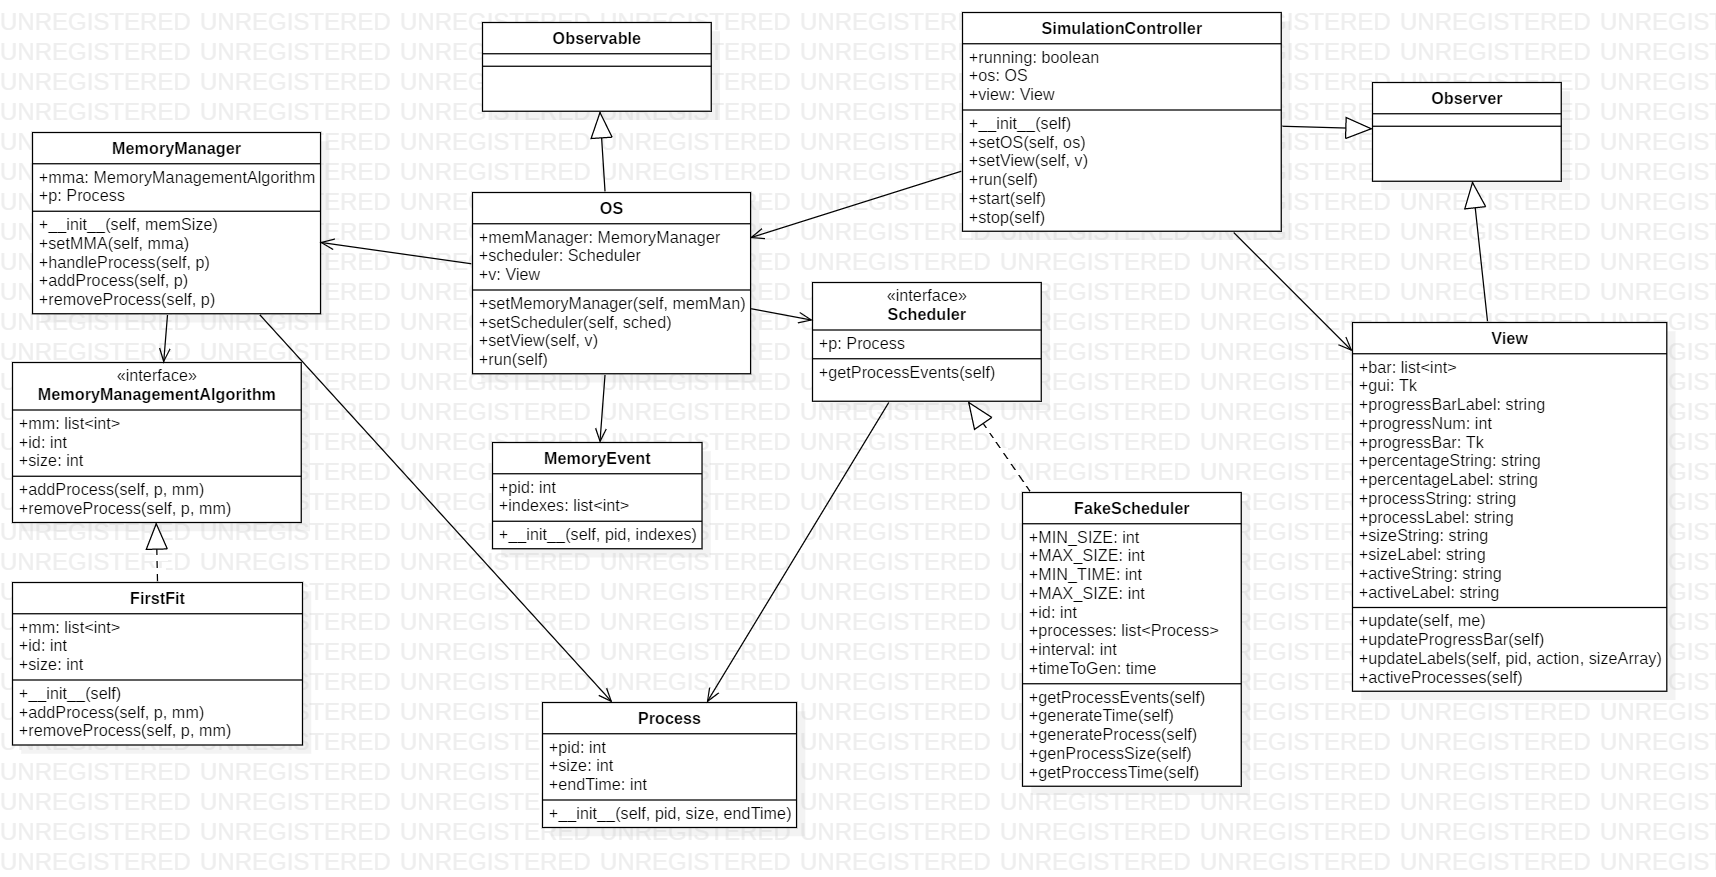 Observable
SimulationController
+running: boolean
+os: OS
+view: View
+__init__(self)
+setOS(self, os)
+setView(self, v)
+run(self)
+start(self)
+stop(self)
Observer
MemoryManager
+mma: MemoryManagementAlgorithm
+p: Process
+__init__(self, memSize)
+setMMA(self, mma)
+handleProcess(self, p)
+addProcess(self, p)
+removeProcess(self, p)
OS
+memManager: MemoryManager
+scheduler: Scheduler
+v: View
+setMemoryManager(self, memMan)
+setScheduler(self, sched)
+setView(self, v)
+run(self)
«interface»
Scheduler
+p: Process
+getProcessEvents(self)
View
+bar: list<int>
+gui: Tk
+progressBarLabel: string
+progressNum: int
+progressBar: Tk
+percentageString: string
+percentageLabel: string
+processString: string
+processLabel: string
+sizeString: string
+sizeLabel: string
+activeString: string
+activeLabel: string
+update(self, me)
+updateProgressBar(self)
+updateLabels(self, pid, action, sizeArray)
+activeProcesses(self)
«interface»
MemoryManagementAlgorithm
+mm: list<int>
+id: int
+size: int
+addProcess(self, p, mm)
+removeProcess(self, p, mm)
MemoryEvent
+pid: int
+indexes: list<int>
+__init__(self, pid, indexes)
FakeScheduler
+MIN_SIZE: int
+MAX_SIZE: int
+MIN_TIME: int
+MAX_SIZE: int
+id: int
+processes: list<Process>
+interval: int
+timeToGen: time
+getProcessEvents(self)
+generateTime(self)
+generateProcess(self)
+genProcessSize(self)
+getProccessTime(self)
FirstFit
+mm: list<int>
+id: int
+size: int
+__init__(self)
+addProcess(self, p, mm)
+removeProcess(self, p, mm)
Process
+pid: int
+size: int
+endTime: int
+__init__(self, pid, size, endTime)
UNREGISTERED